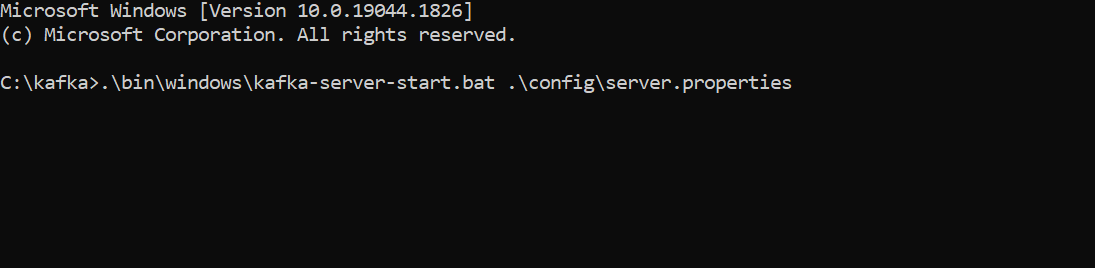 Microsoft Windows [Version 10.0.19044.1826]
(c) Microsoft Corporation. All rights reserved.
C:\kafka>.\bin\windows\kafka-server-start.bat .\config\server.properties